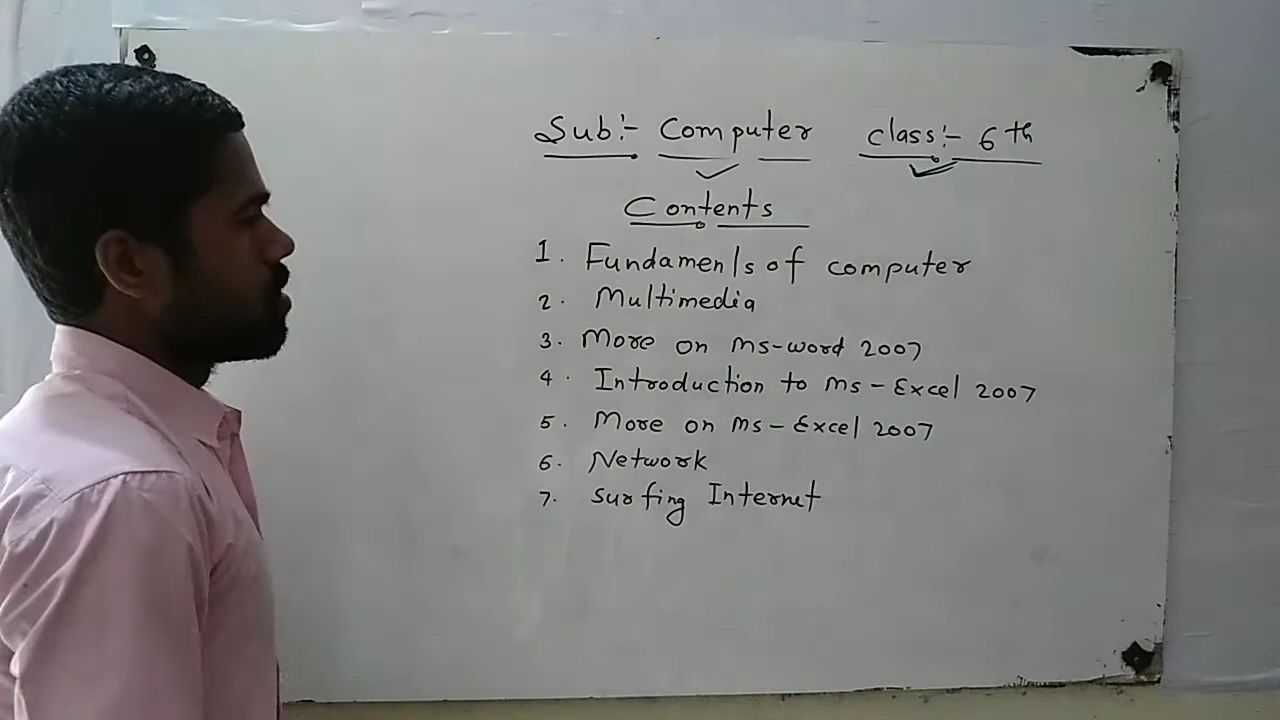 Sub:- Computer class:- 6th
Contents
1. Fundamenls of computer
2. Multimedia
3. More on Ms-word 2007
4. Introduction to Ms-Excel 2007
5. More on Ms-Excel 2007
6. Network
7. Surfing Internet